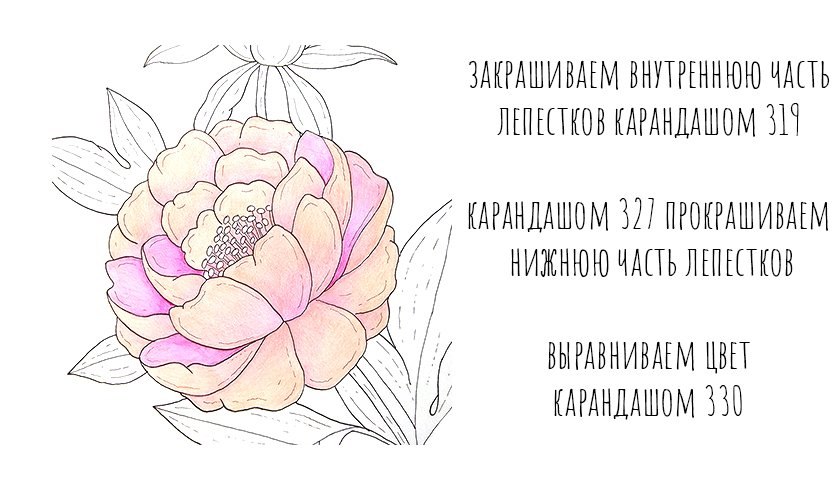 закрашиваем внутреннюю часть
лепестков карандашом 319
карандашом 327 прокрашиваем
нижнюю часть лепестков
выравниваем цвет
карандашом 330